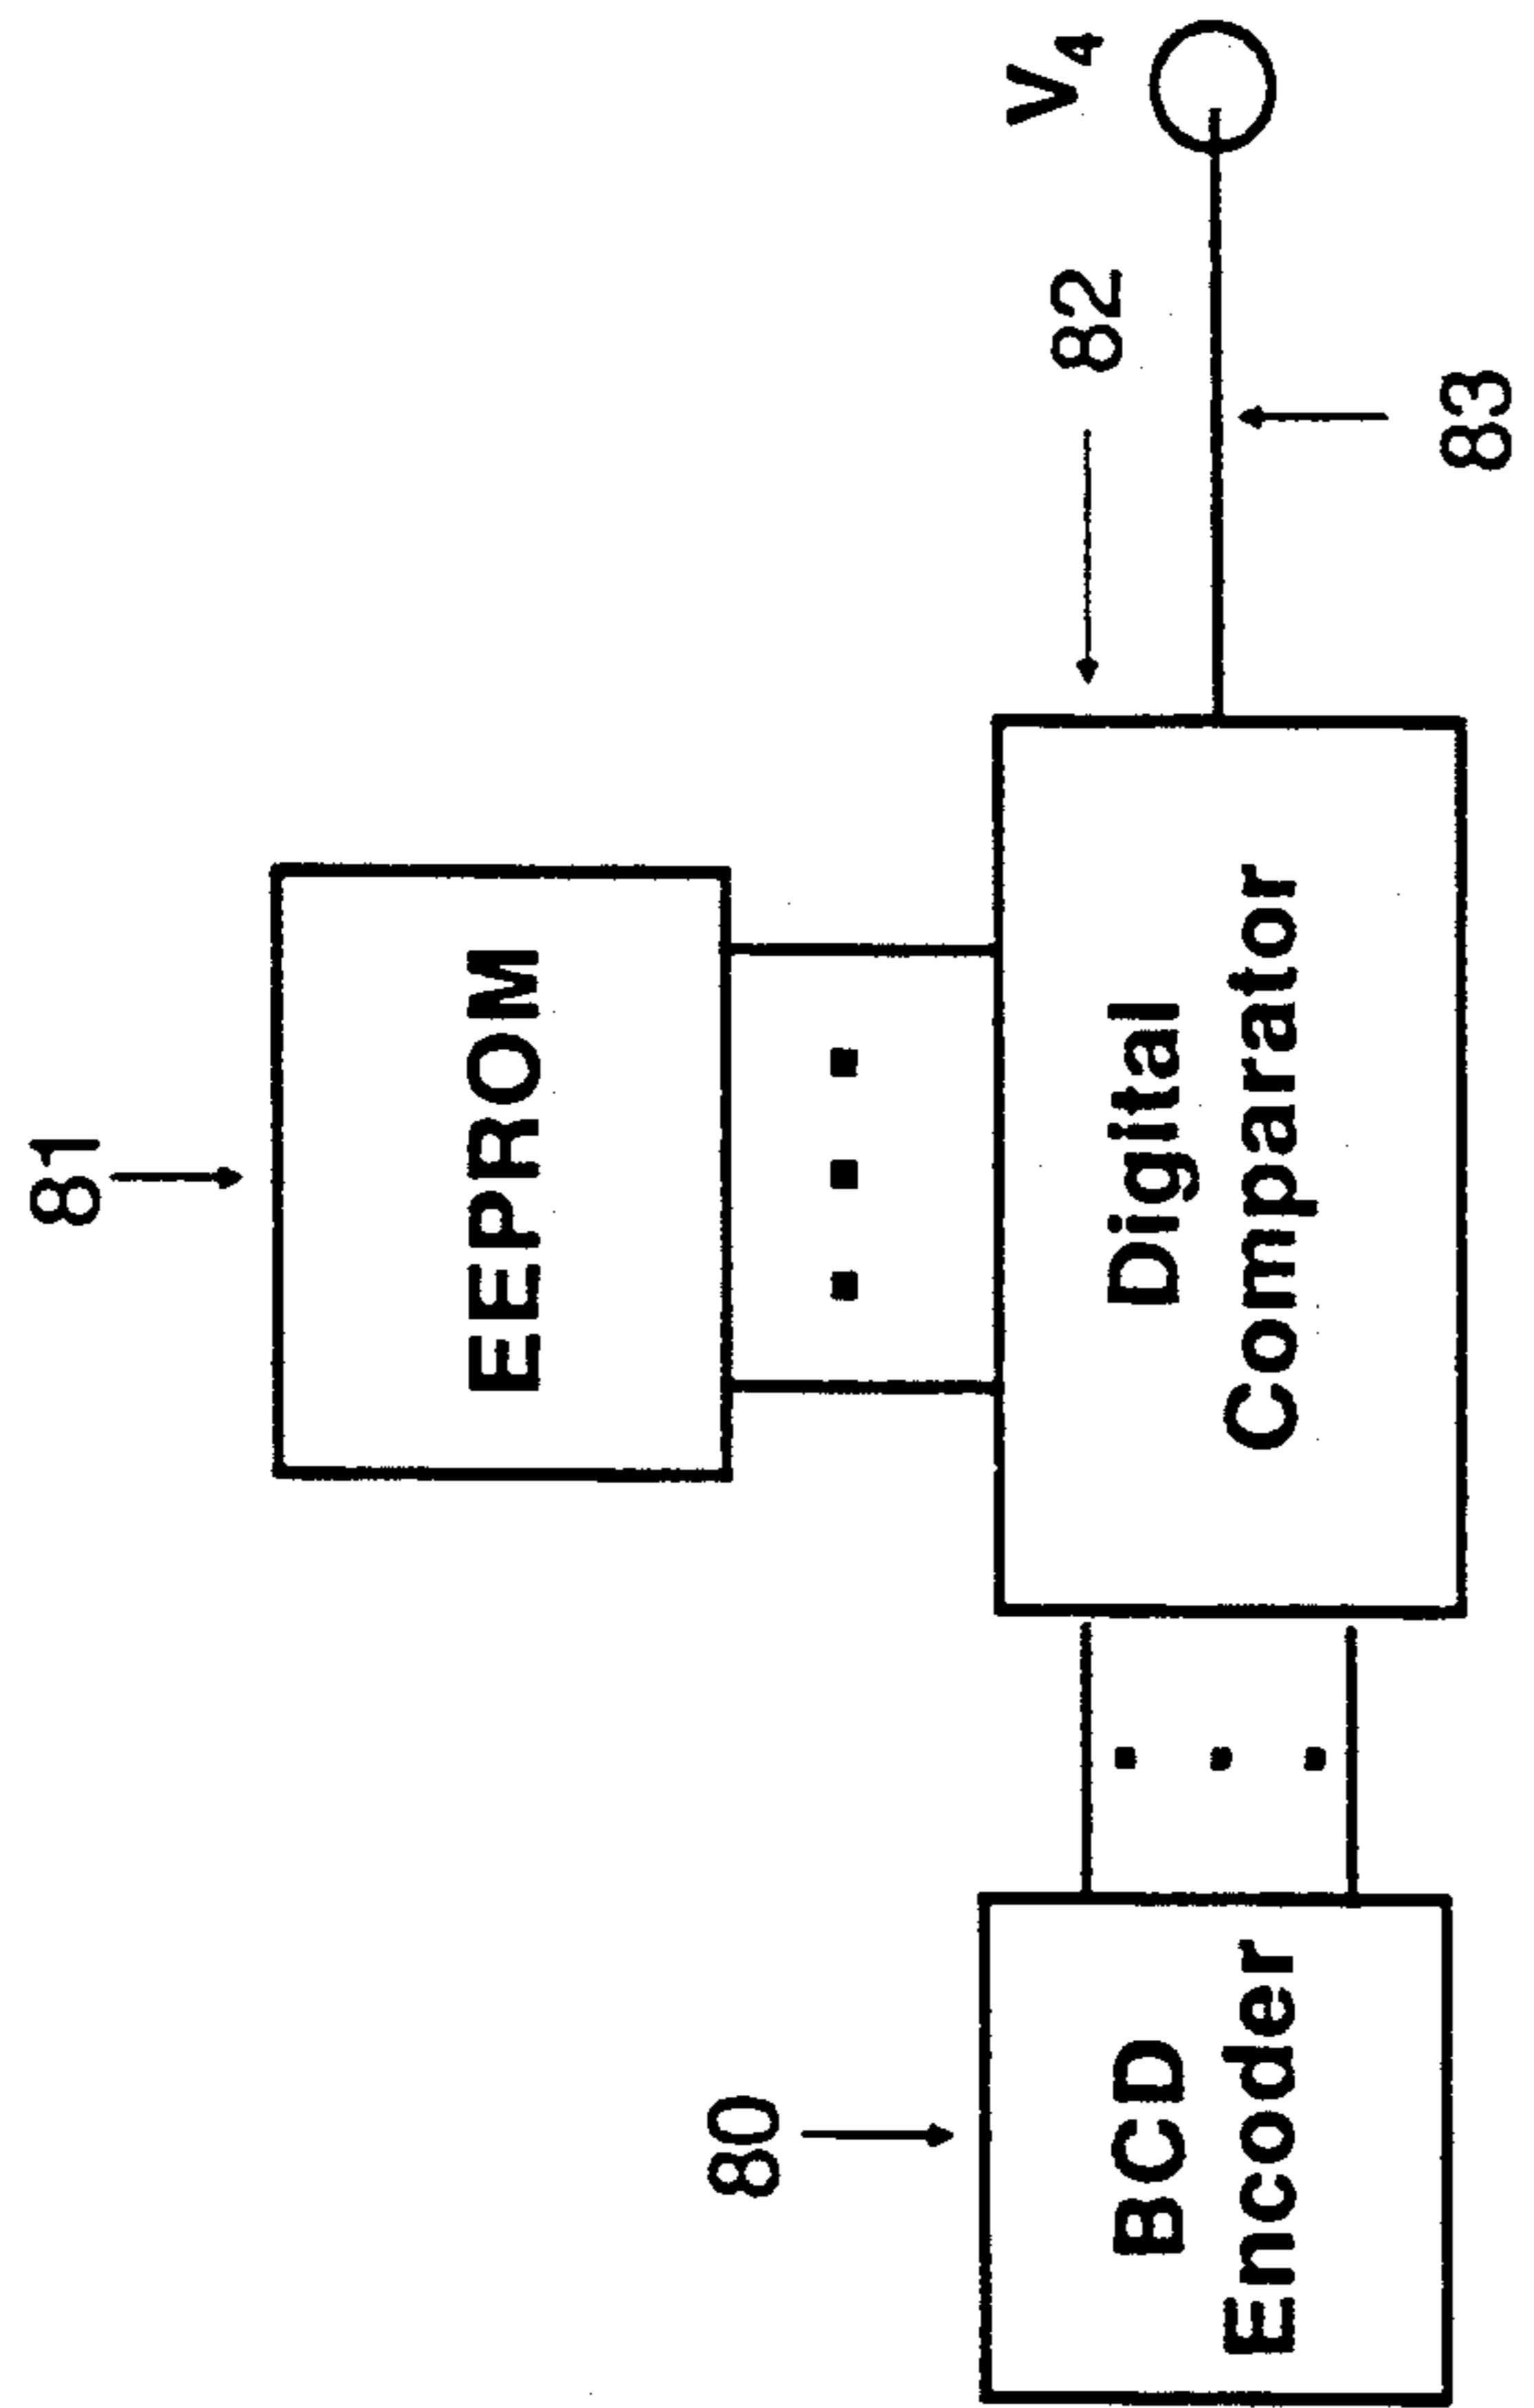 81
EEPROM
80
82
V4
BCD
Encoder
Digital
Comparator
83